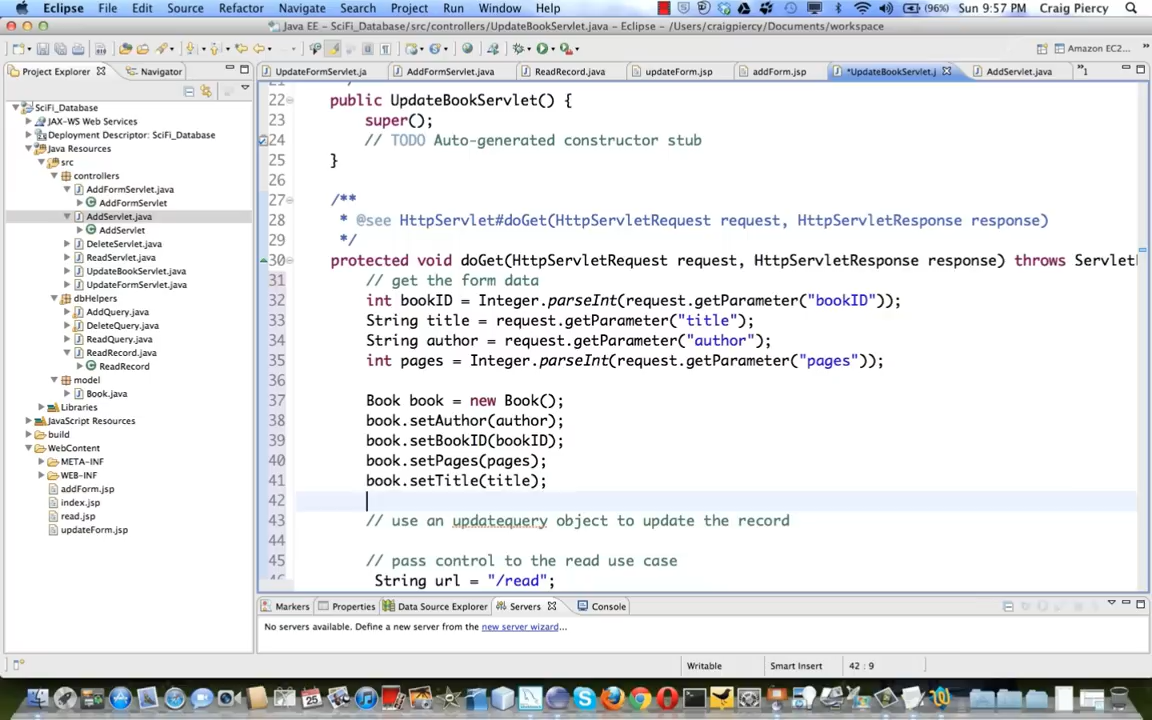 Eclipse File Edit Source Refactor Navigate Search Project Run Window Help (96%) Sun 9:57 PM Craig Piercy
Java EE - SciFi_Database/src/controllers/UpdateBookServlet.java - Eclipse - /Users/craigpiercy/Documents/workspace
Amazon EC2...
Project Explorer Navigator UpdateFormServlet.ja AddFormServlet.java ReadRecord.java updateForm.jsp addForm.jsp *UpdateBookServlet.j AddServlet.java »1
SciFi_Database
JAX-WS Web Services
Deployment Descriptor: SciFi_Database
Java Resources
src
controllers
AddFormServlet.java
AddFormServlet
AddServlet.java
AddServlet
DeleteServlet.java
ReadServlet.java
UpdateBookServlet.java
UpdateFormServlet.java
dbHelpers
AddQuery.java
DeleteQuery.java
ReadQuery.java
ReadRecord.java
ReadRecord
model
Book.java
Libraries
JavaScript Resources
build
WebContent
META-INF
WEB-INF
addForm.jsp
index.jsp
read.jsp
updateForm.jsp
22 public UpdateBookServlet() {
23 super();
24 // TODO Auto-generated constructor stub
25 }
26
27 /**
28 * @see HttpServlet#doGet(HttpServletRequest request, HttpServletResponse response)
29 */
30 protected void doGet(HttpServletRequest request, HttpServletResponse response) throws Servlet
31 // get the form data
32 int bookID = Integer.parseInt(request.getParameter("bookID"));
33 String title = request.getParameter("title");
34 String author = request.getParameter("author");
35 int pages = Integer.parseInt(request.getParameter("pages"));
36
37 Book book = new Book();
38 book.setAuthor(author);
39 book.setBookID(bookID);
40 book.setPages(pages);
41 book.setTitle(title);
42
43 // use an updatequery object to update the record
44
45 // pass control to the read use case
46 String url = "/read";
Markers Properties Data Source Explorer Servers Console
No servers available. Define a new server from the new server wizard...
Writable Smart Insert 42 : 9